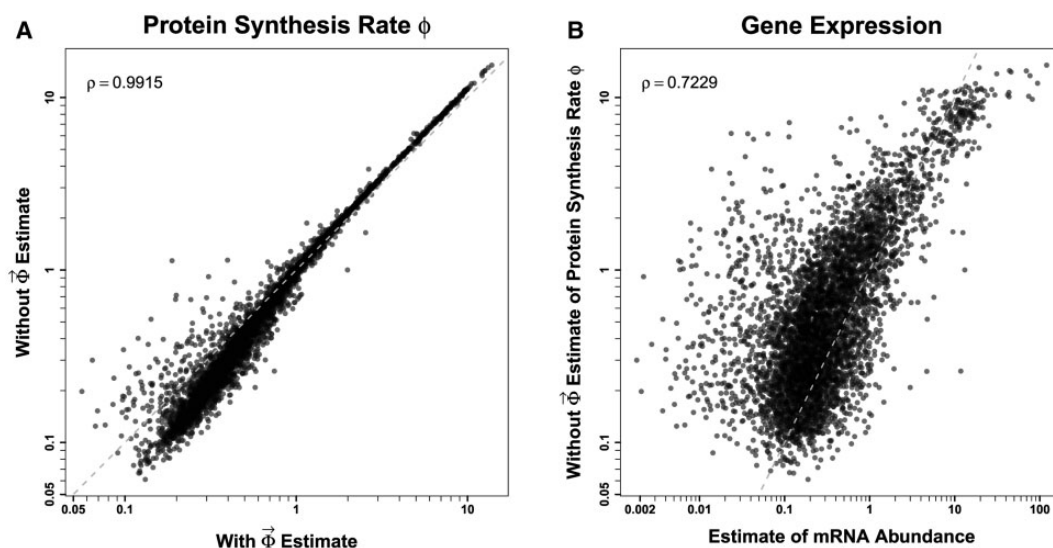 A
Protein Synthesis Rate ϕ
ρ = 0.9915
Without Φ⃗ Estimate
10
1
0.1
0.05
0.05
0.1
1
10
With Φ⃗ Estimate
B
Gene Expression
ρ = 0.7229
Without Φ⃗ Estimate of Protein Synthesis Rate ϕ
10
1
0.1
0.05
0.002
0.01
0.1
1
10
100
Estimate of mRNA Abundance